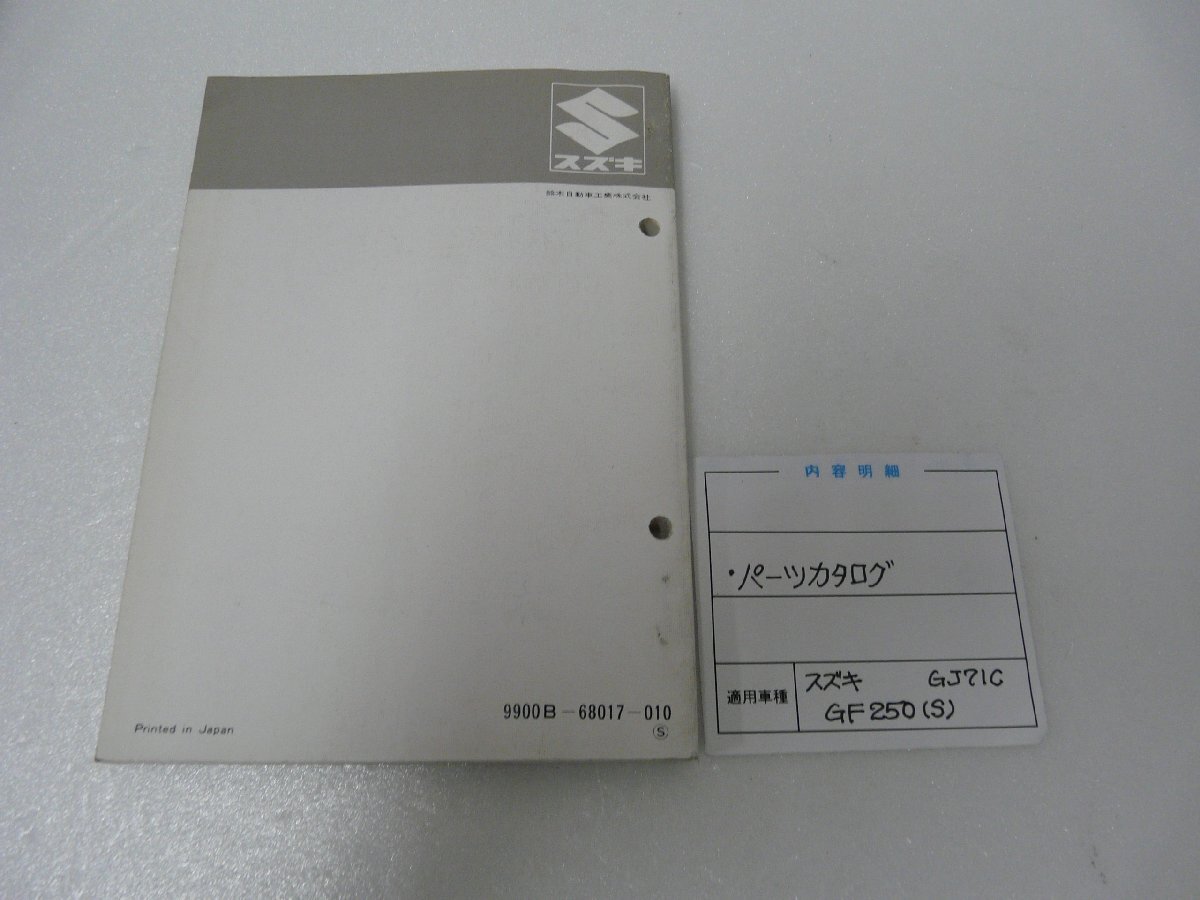 スズキ
鈴木自動車工業株式会社
9900B-68017-010
S
Printed in Japan
内容明細
・パーツカタログ
適用車種
スズキ GJ71C
GF250(S)